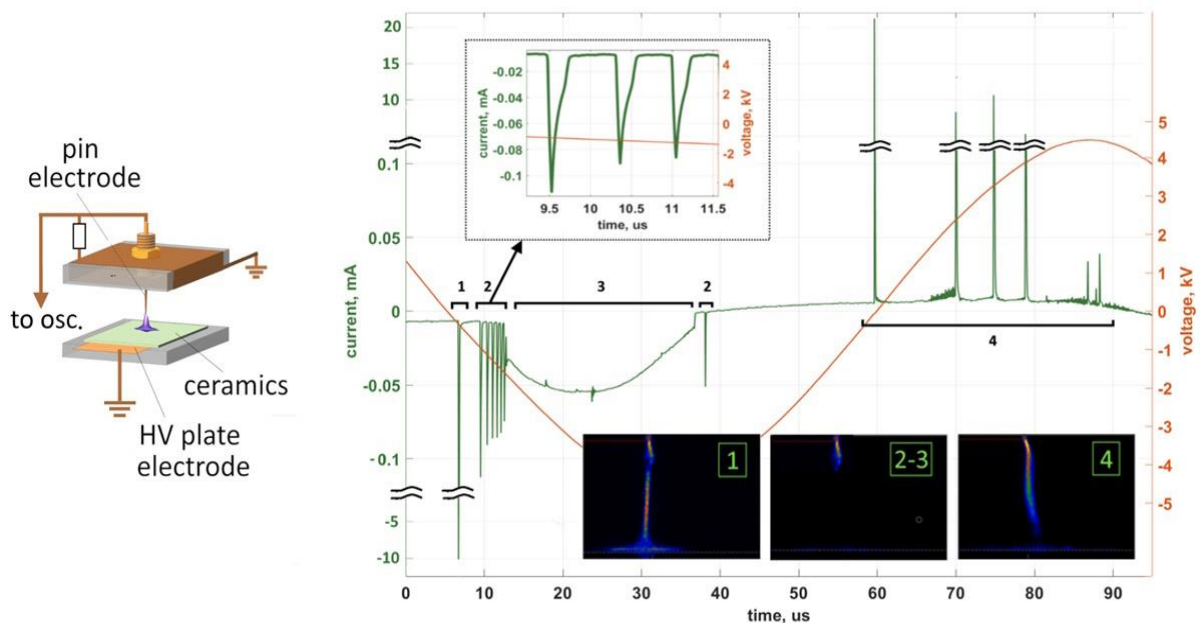 pin
electrode
to osc.
ceramics
HV plate
electrode
20
15
10
0.1
0.05
0
-0.05
-0.1
-5
-10
current, mA
-0.02
-0.04
-0.06
-0.08
-0.1
current, mA
4
2
0
-2
-4
voltage, kV
9.5 10 10.5 11 11.5
time, us
1 2 3 2
4
1
2-3
4
5
4
3
2
1
0
-1
-2
-3
-4
-5
voltage, kV
0 10 20 30 40 50 60 70 80 90
time, us